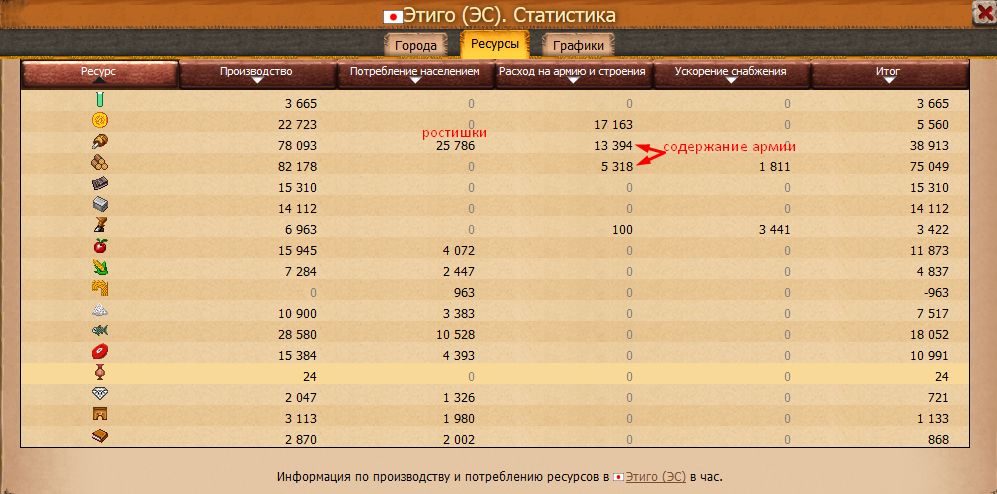 Этиго (ЭС). Статистика
Города Ресурсы Графики
Ресурс Производство Потребление населением Расход на армию и строения Ускорение снабжения Итог
3 665 0 0 0 3 665
22 723 0 17 163 0 5 560
ростишки
78 093 25 786 13 394 содержание армии 0 38 913
82 178 0 5 318 1 811 75 049
15 310 0 0 0 15 310
14 112 0 0 0 14 112
6 963 0 100 3 441 3 422
15 945 4 072 0 0 11 873
7 284 2 447 0 0 4 837
0 963 0 0 -963
10 900 3 383 0 0 7 517
28 580 10 528 0 0 18 052
15 384 4 393 0 0 10 991
24 0 0 0 24
2 047 1 326 0 0 721
3 113 1 980 0 0 1 133
2 870 2 002 0 0 868
Информация по производству и потреблению ресурсов в Этиго (ЭС) в час.